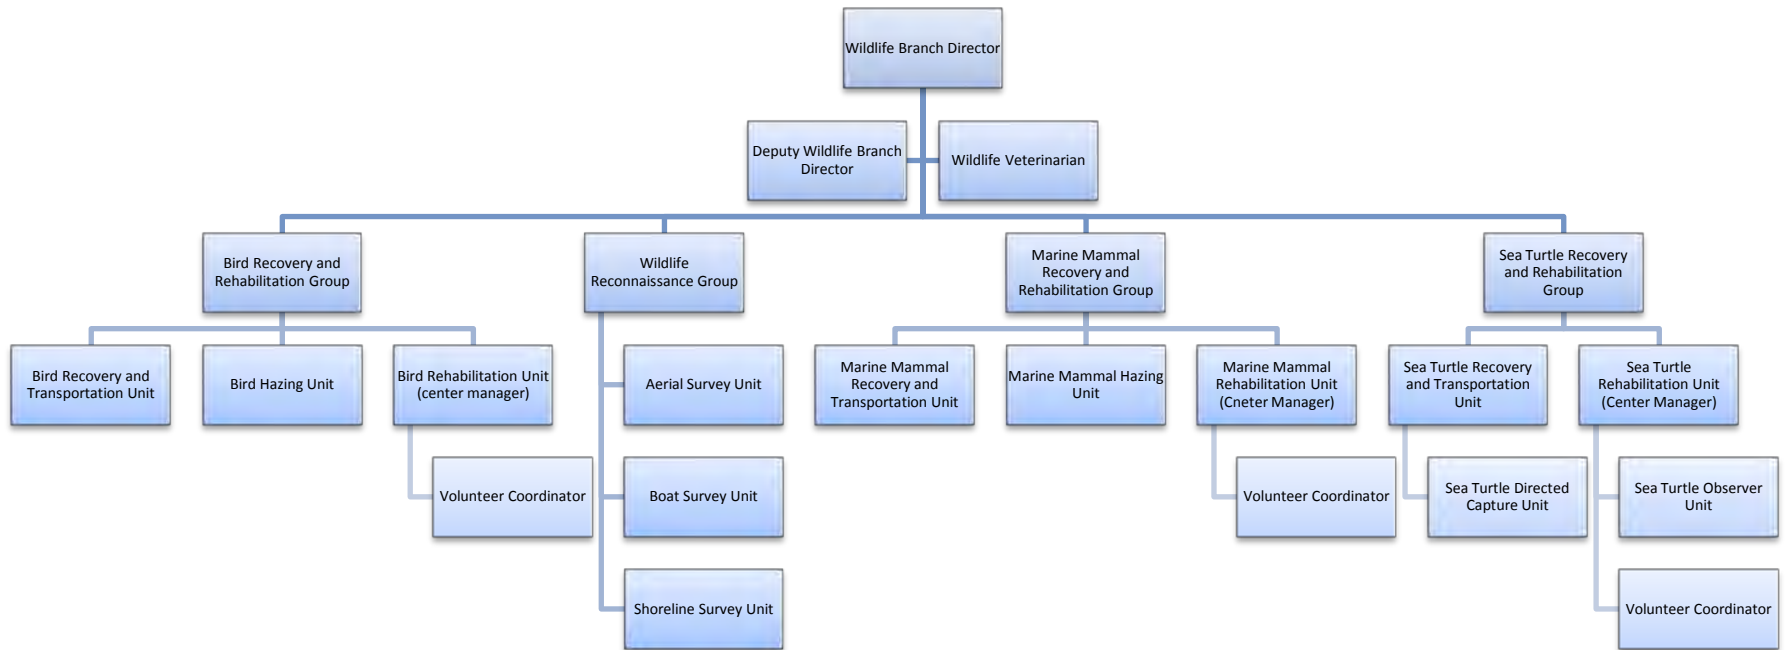 Wildlife Branch Director
Deputy Wildlife Branch
Director
Wildlife Veterinarian
Bird Recovery and
Rehabilitation Group
Wildlife
Reconnaissance Group
Marine Mammal
Recovery and
Rehabilitation Group
Sea Turtle Recovery
and Rehabilitation
Group
Bird Recovery and
Transportation Unit
Bird Hazing Unit
Bird Rehabilitation Unit
(center manager)
Aerial Survey Unit
Marine Mammal
Recovery and
Transportation Unit
Marine Mammal Hazing
Unit
Marine Mammal
Rehabilitation Unit
(Cneter Manager)
Sea Turtle Recovery
and Transportation
Unit
Sea Turtle
Rehabilitation Unit
(Center Manager)
Volunteer Coordinator
Boat Survey Unit
Volunteer Coordinator
Sea Turtle Directed
Capture Unit
Sea Turtle Observer
Unit
Shoreline Survey Unit
Volunteer Coordinator